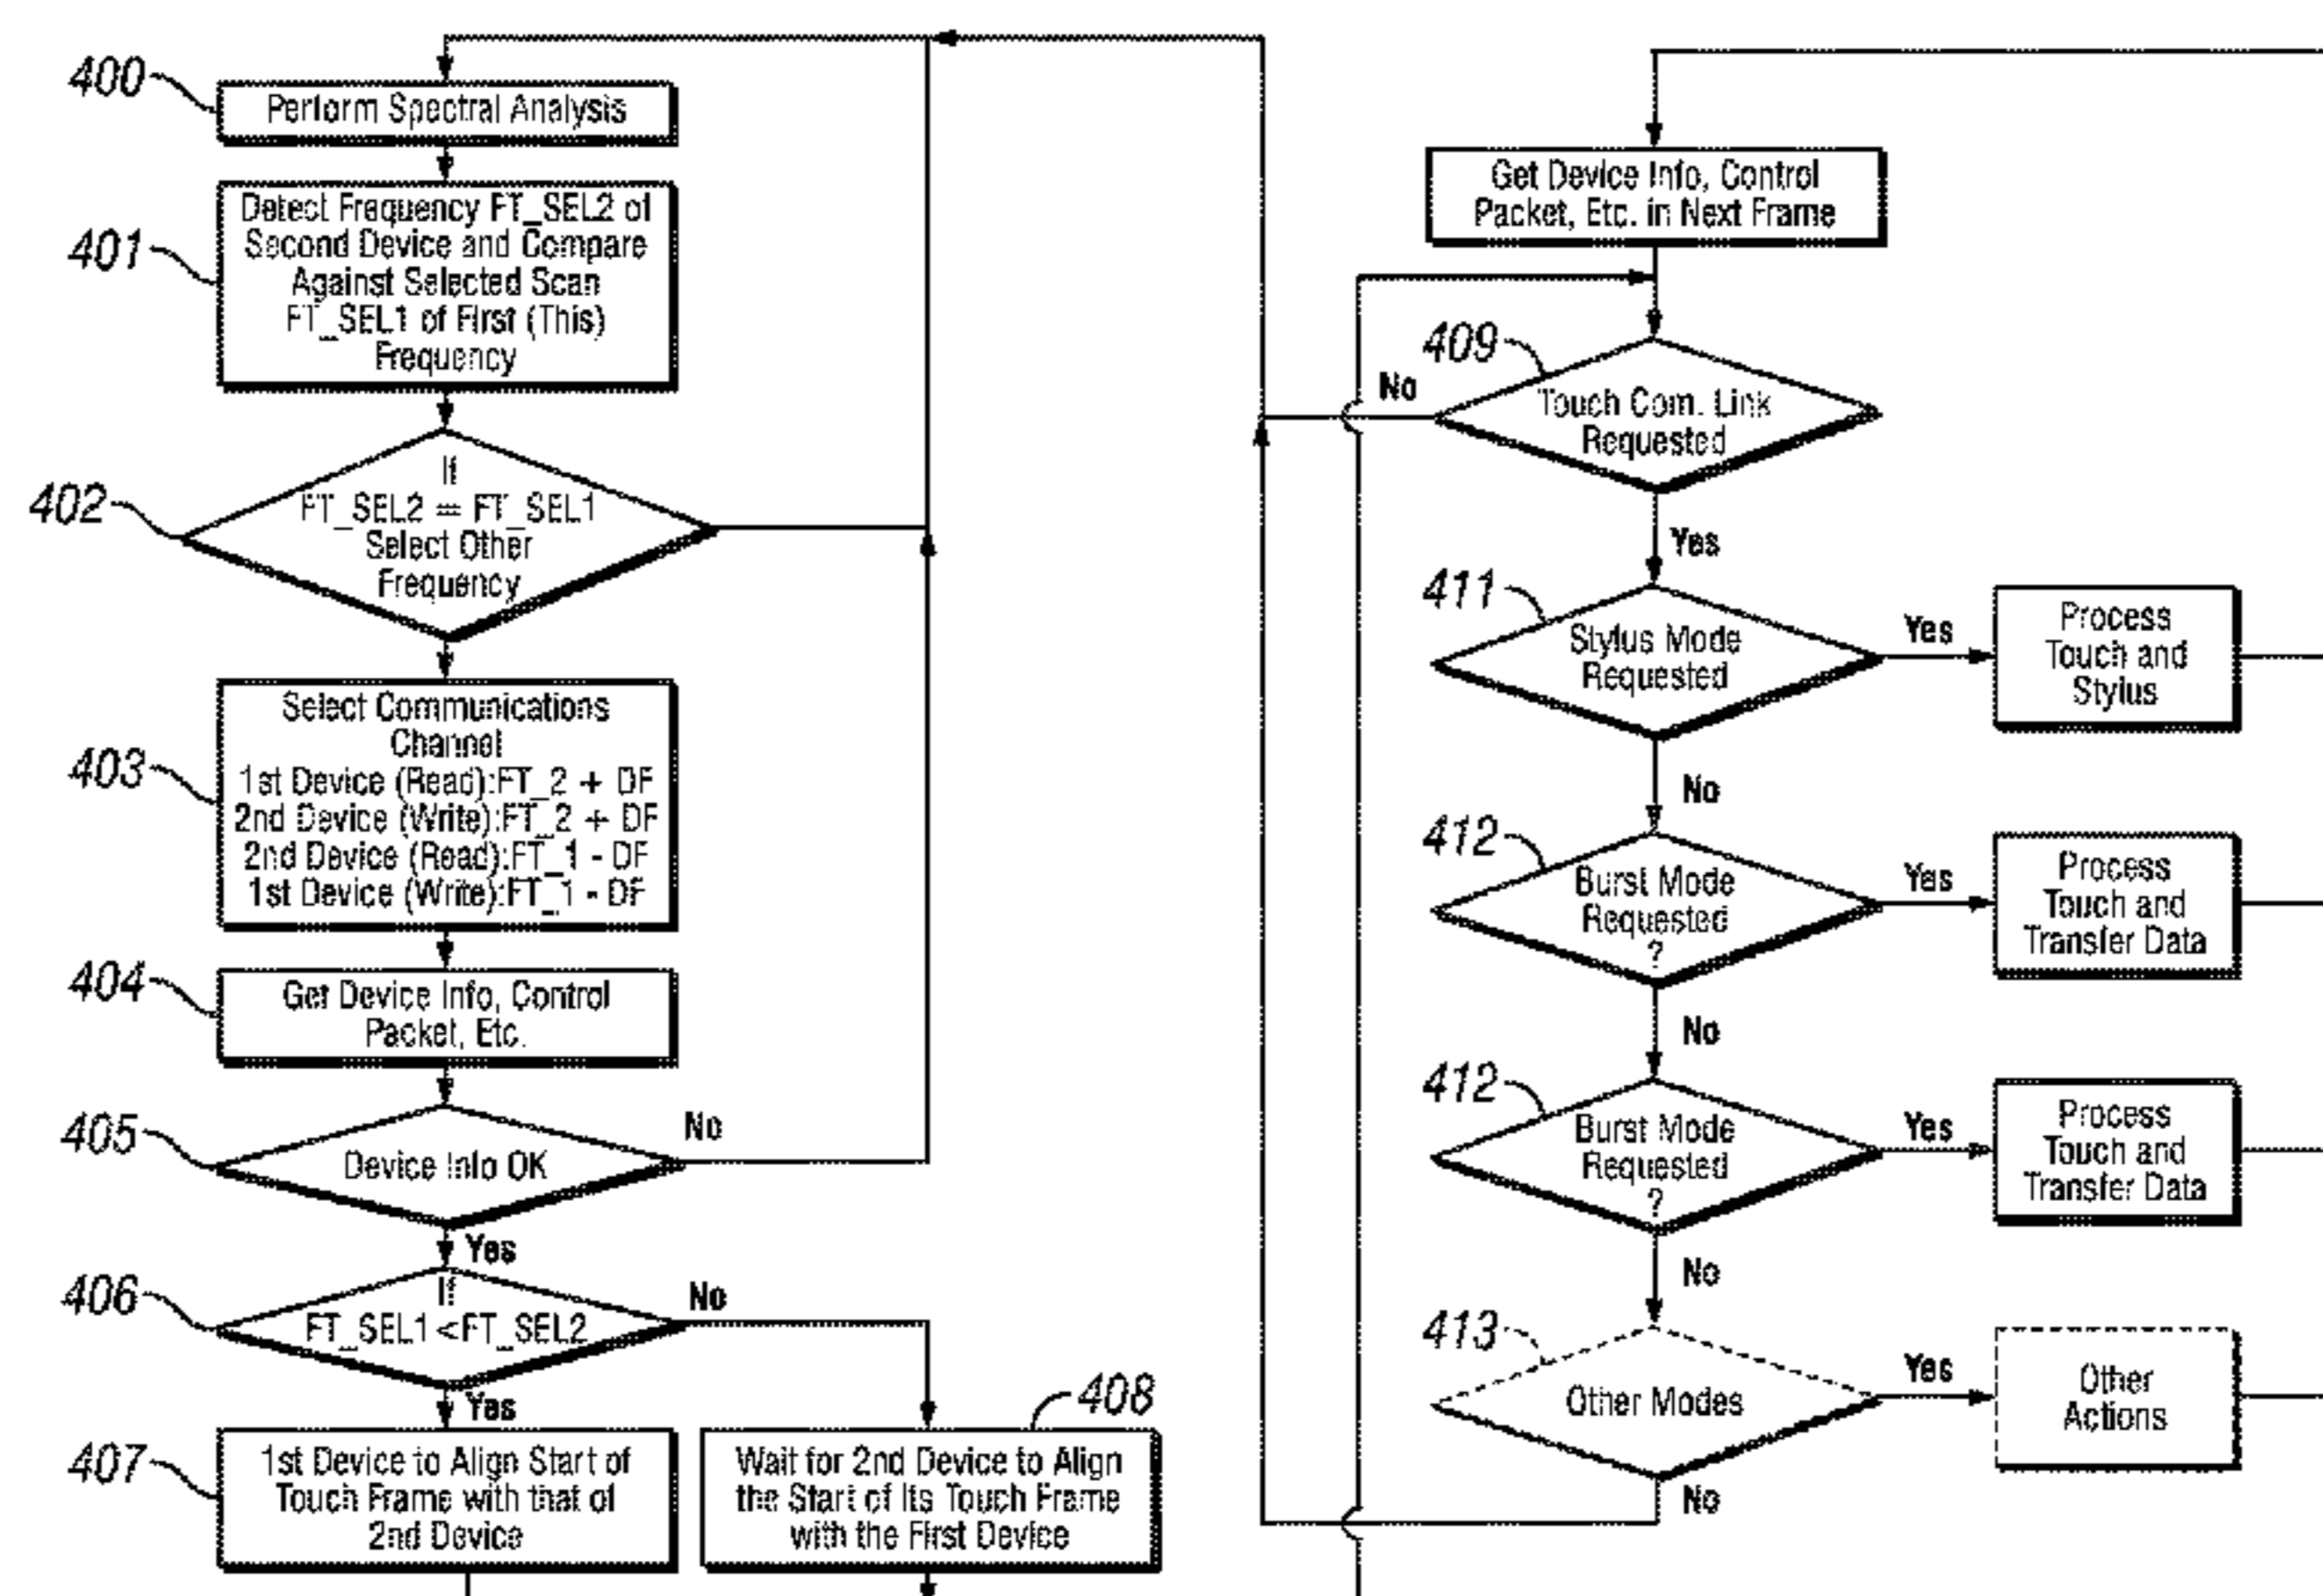 400
Perform Spectral Analysis
401
Detect Frequency FT_SEL2 of
Second Device and Compare
Against Selected Scan
FT_SEL1 of First (This)
Frequency
402
If
FT_SEL2 = FT_SEL1
Select Other
Frequency
403
Select Communications
Channel
1st Device (Read):FT_2 + DF
2nd Device (Write):FT_2 + DF
2nd Device (Read):FT_1 - DF
1st Device (Write):FT_1 - DF
404
Get Device Info, Control
Packet, Etc.
405
Device Info OK
No
Yes
406
If
FT_SEL1<FT_SEL2
No
Yes
407
1st Device to Align Start of
Touch Frame with that of
2nd Device
408
Wait for 2nd Device to Align
the Start of Its Touch Frame
with the First Device
Get Device Info, Control
Packet, Etc. in Next Frame
409
No
Touch Com. Link
Requested
Yes
411
Stylus Mode
Requested
Yes
Process
Touch and
Stylus
No
412
Burst Mode
Requested
?
Yes
Process
Touch and
Transfer Data
No
412
Burst Mode
Requested
?
Yes
Process
Touch and
Transfer Data
No
413
Other Modes
Yes
Other
Actions
No